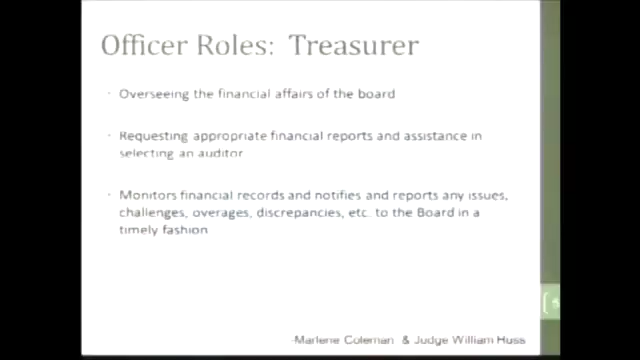 Officer Roles: Treasurer
· Overseeing the financial affairs of the board
· Requesting appropriate financial reports and assistance in
selecting an auditor
· Monitors financial records and notifies and reports any issues,
challenges, overages, discrepancies, etc. to the Board in a
timely fashion
-Marlene Coleman & Judge William Huss